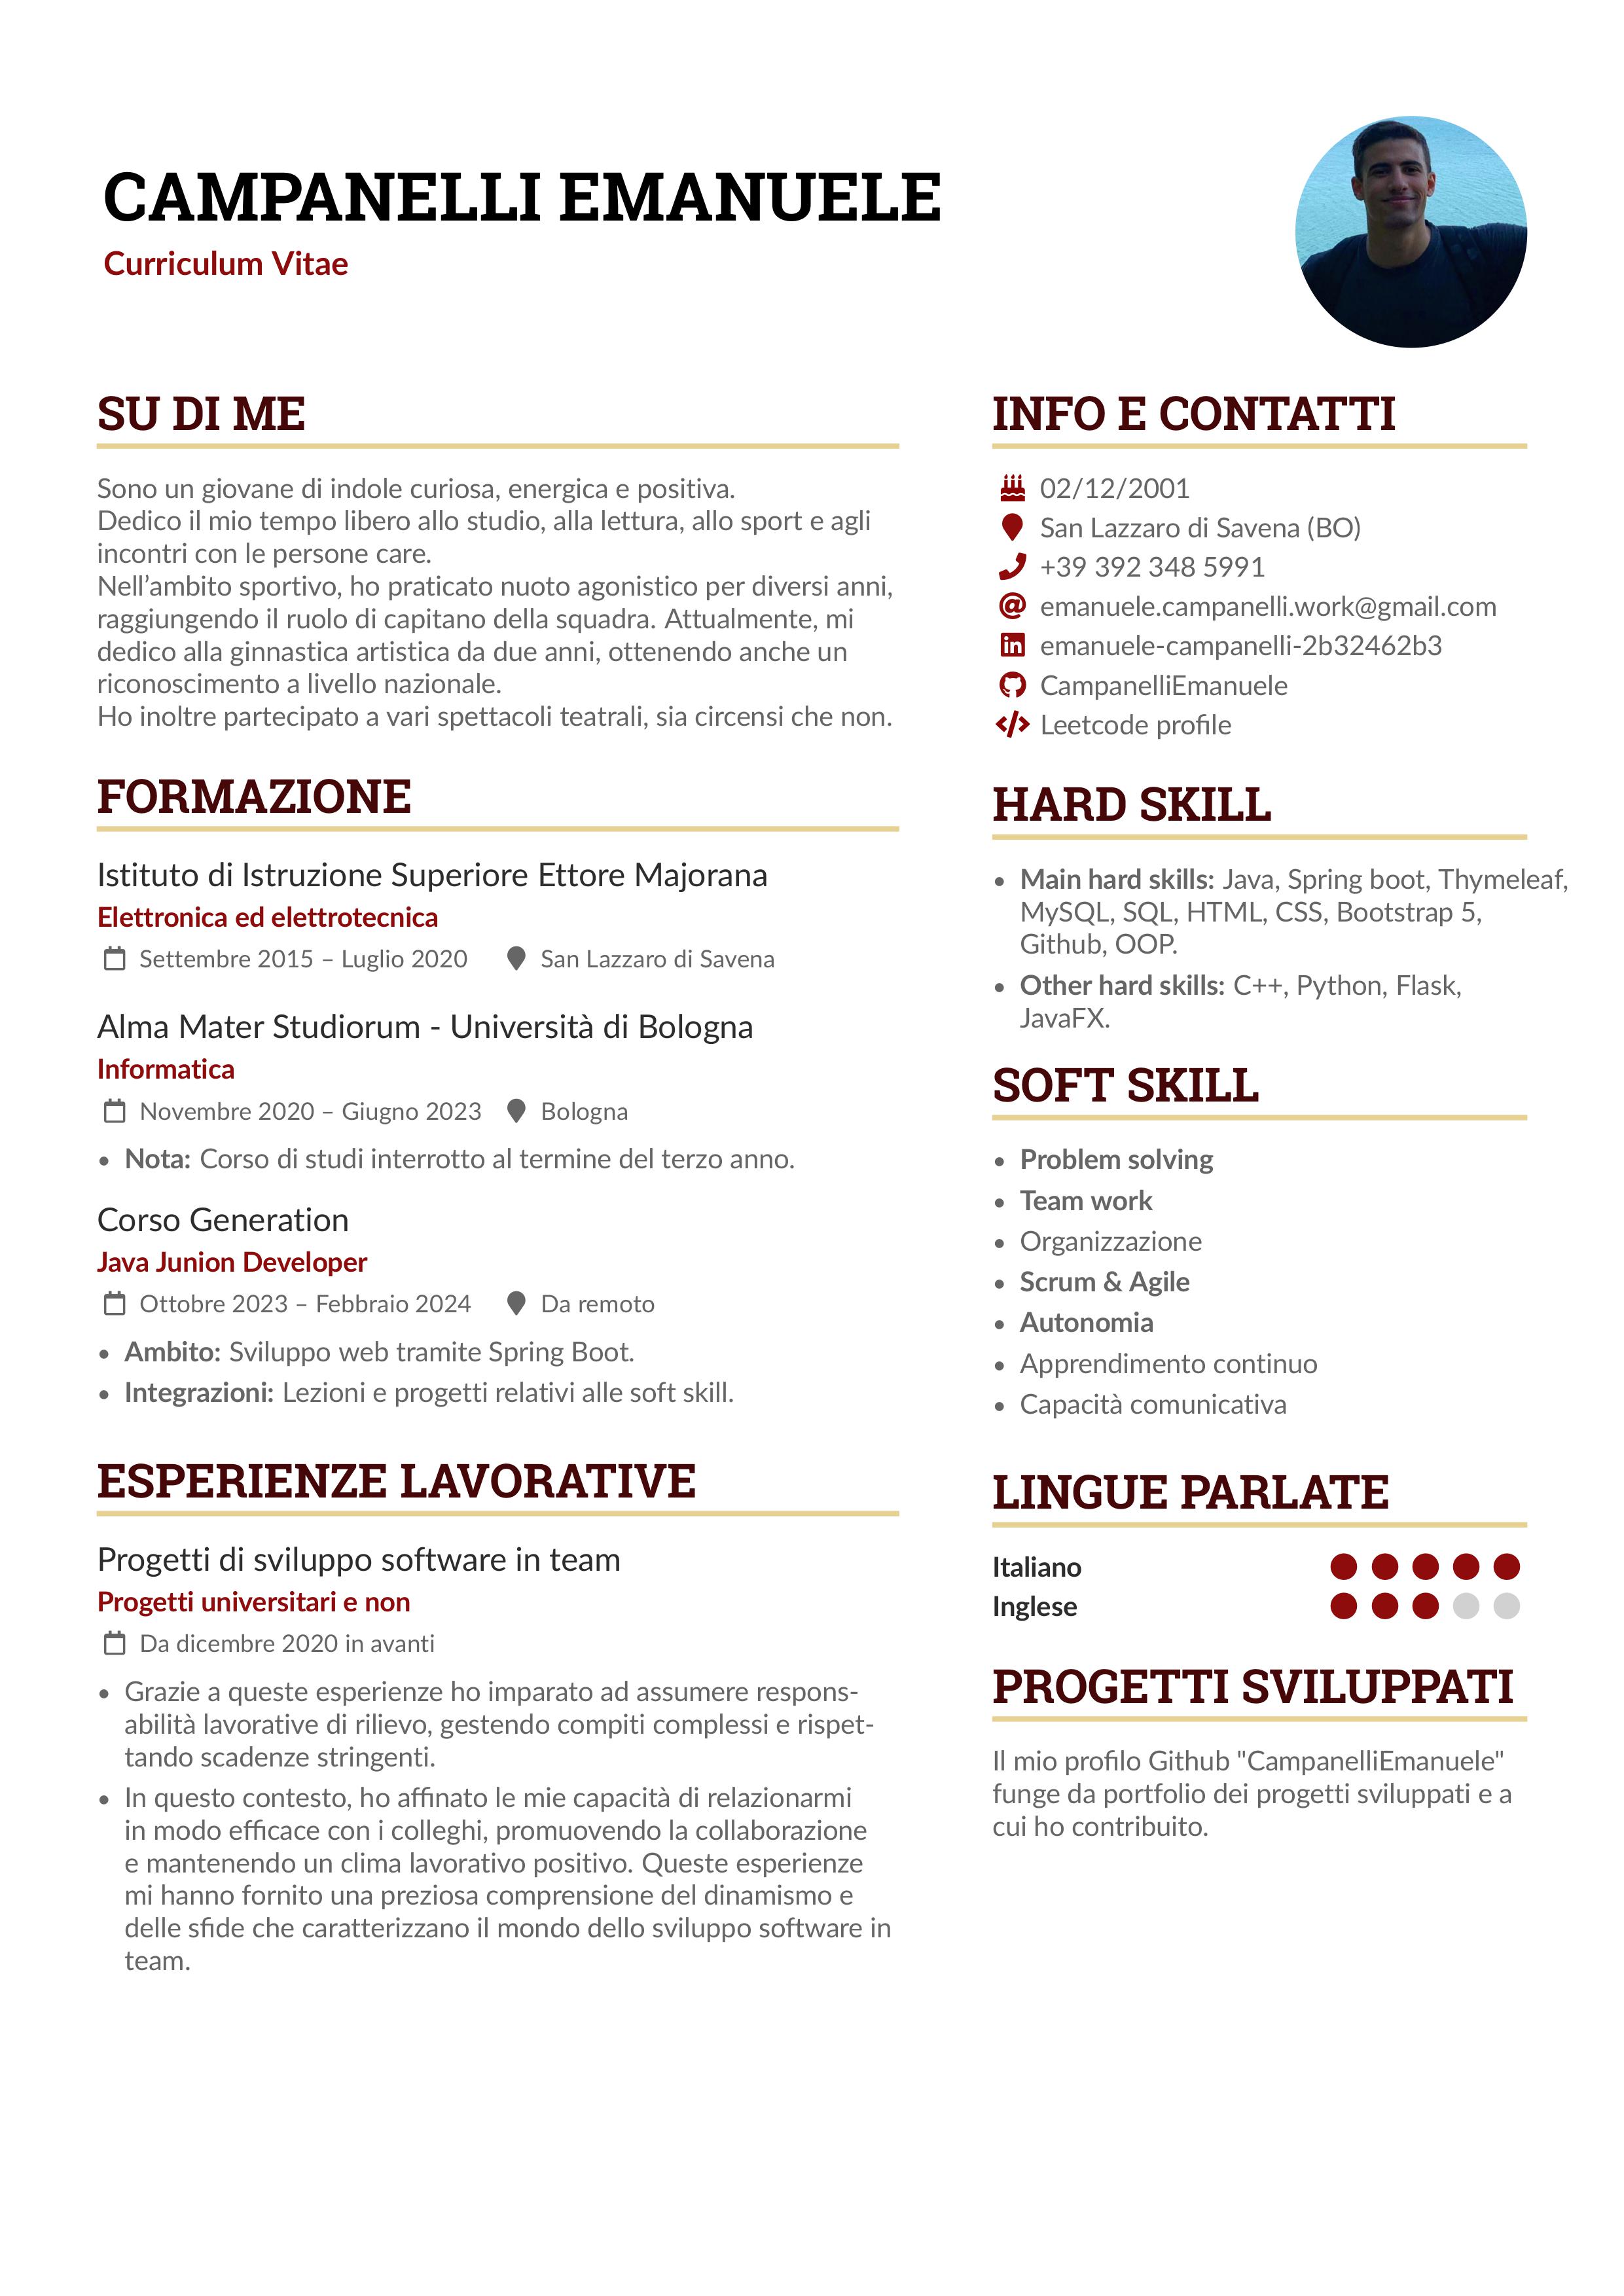 CAMPANELLI EMANUELE
Curriculum Vitae
SU DI ME
Sono un giovane di indole curiosa, energica e positiva.
Dedico il mio tempo libero allo studio, alla lettura, allo sport e agli
incontri con le persone care.
Nell’ambito sportivo, ho praticato nuoto agonistico per diversi anni,
raggiungendo il ruolo di capitano della squadra. Attualmente, mi
dedico alla ginnastica artistica da due anni, ottenendo anche un
riconoscimento a livello nazionale.
Ho inoltre partecipato a vari spettacoli teatrali, sia circensi che non.
FORMAZIONE
Istituto di Istruzione Superiore Ettore Majorana
Elettronica ed elettrotecnica
Settembre 2015 – Luglio 2020 San Lazzaro di Savena
Alma Mater Studiorum - Università di Bologna
Informatica
Novembre 2020 – Giugno 2023 Bologna
• Nota: Corso di studi interrotto al termine del terzo anno.
Corso Generation
Java Junion Developer
Ottobre 2023 – Febbraio 2024 Da remoto
• Ambito: Sviluppo web tramite Spring Boot.
• Integrazioni: Lezioni e progetti relativi alle soft skill.
ESPERIENZE LAVORATIVE
Progetti di sviluppo software in team
Progetti universitari e non
Da dicembre 2020 in avanti
• Grazie a queste esperienze ho imparato ad assumere respons-
abilità lavorative di rilievo, gestendo compiti complessi e rispet-
tando scadenze stringenti.
• In questo contesto, ho affinato le mie capacità di relazionarmi
in modo efficace con i colleghi, promuovendo la collaborazione
e mantenendo un clima lavorativo positivo. Queste esperienze
mi hanno fornito una preziosa comprensione del dinamismo e
delle sfide che caratterizzano il mondo dello sviluppo software in
team.
INFO E CONTATTI
02/12/2001
San Lazzaro di Savena (BO)
+39 392 348 5991
emanuele.campanelli.work@gmail.com
emanuele-campanelli-2b32462b3
CampanelliEmanuele
Leetcode profile
HARD SKILL
• Main hard skills: Java, Spring boot, Thymeleaf,
MySQL, SQL, HTML, CSS, Bootstrap 5,
Github, OOP.
• Other hard skills: C++, Python, Flask,
JavaFX.
SOFT SKILL
• Problem solving
• Team work
• Organizzazione
• Scrum & Agile
• Autonomia
• Apprendimento continuo
• Capacità comunicativa
LINGUE PARLATE
Italiano
Inglese
PROGETTI SVILUPPATI
Il mio profilo Github "CampanelliEmanuele"
funge da portfolio dei progetti sviluppati e a
cui ho contribuito.